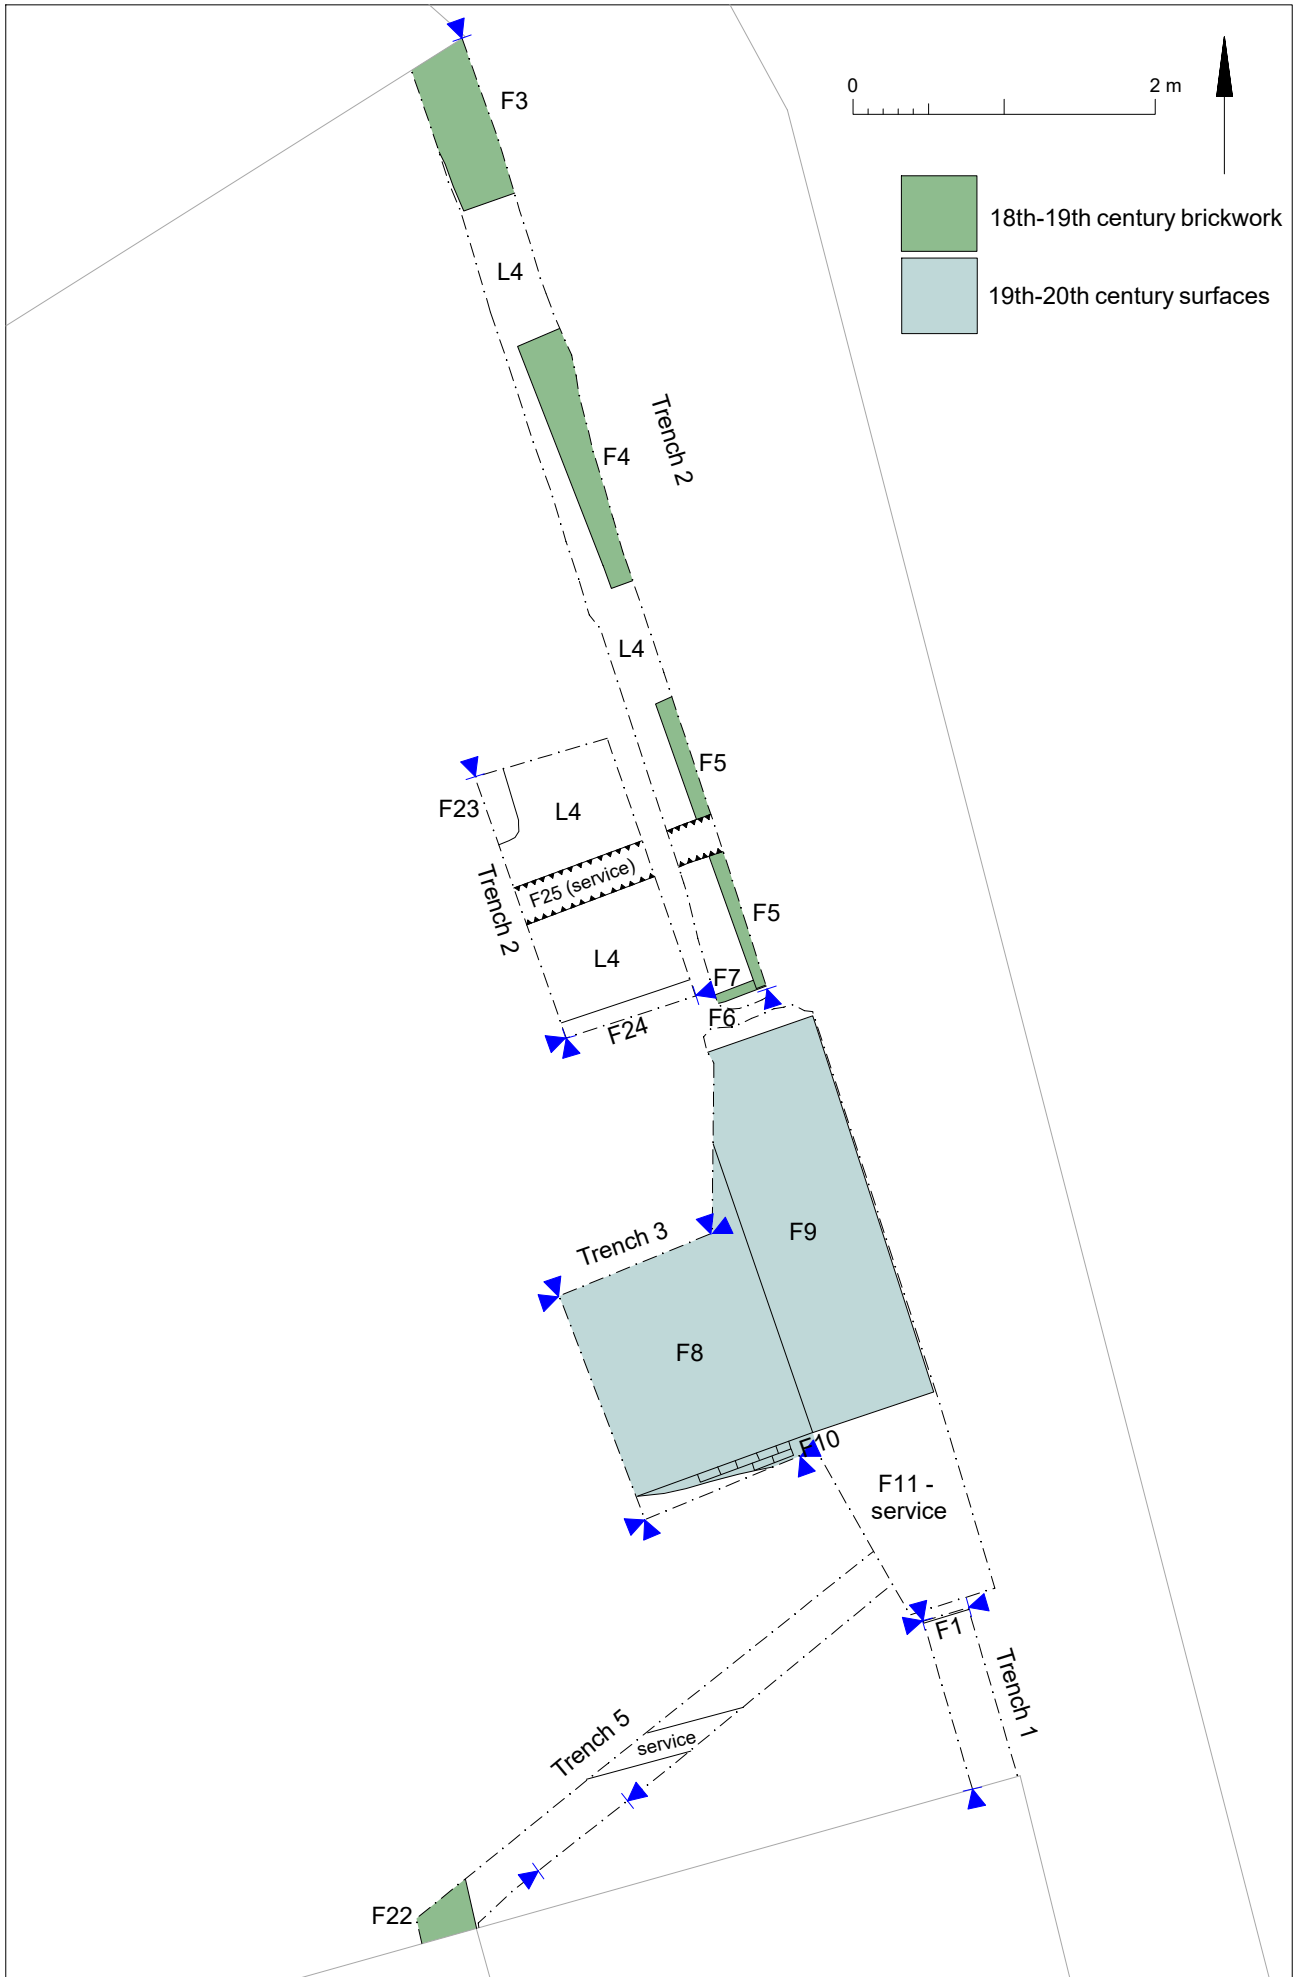 0 2 m
F3
18th-19th century brickwork
L4
19th-20th century surfaces
F4
Trench 2
L4
F5
F23
L4
Trench 2
F25 (service)
F5
L4
F7
F6
F24
Trench 3
F9
F8
F10
F11 -
service
F1
Trench 1
Trench 5
service
F22